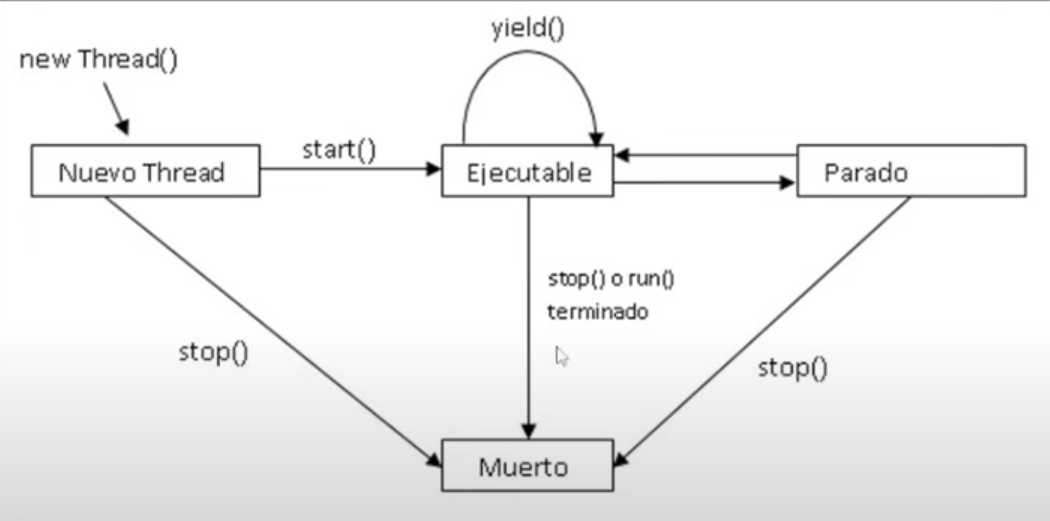 yield()
new Thread()
start()
Nuevo Thread
Ejecutable
Parado
stop() o run()
terminado
stop()
stop()
Muerto